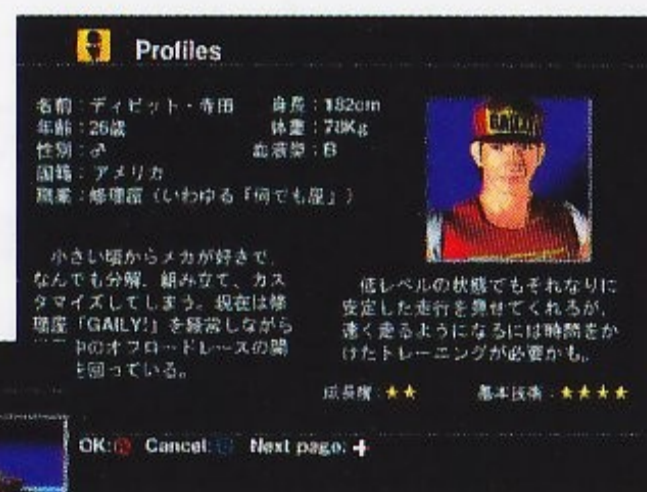 Profiles
名前：デイビット・寺田　身長：182cm
年齢：26歳　体重：78Kg
性別：♂　血液型：B
国籍：アメリカ
職業：修理屋（いわゆる『何でも屋』）
小さい頃からメカが好きで、
なんでも分解、組み立て、カス
タマイズしてしまう。現在は修
理屋「GAILY!」を経営しながら
中のオフロードレースの開
を回っている。
GAILY!
低レベルの状態でもそれなりに
安定した走行を見せてくれるが、
速く走るようになるには時間をか
けたトレーニングが必要かも。
成長度：★★　基本技術：★★★★
OK: Cancel: Next page: